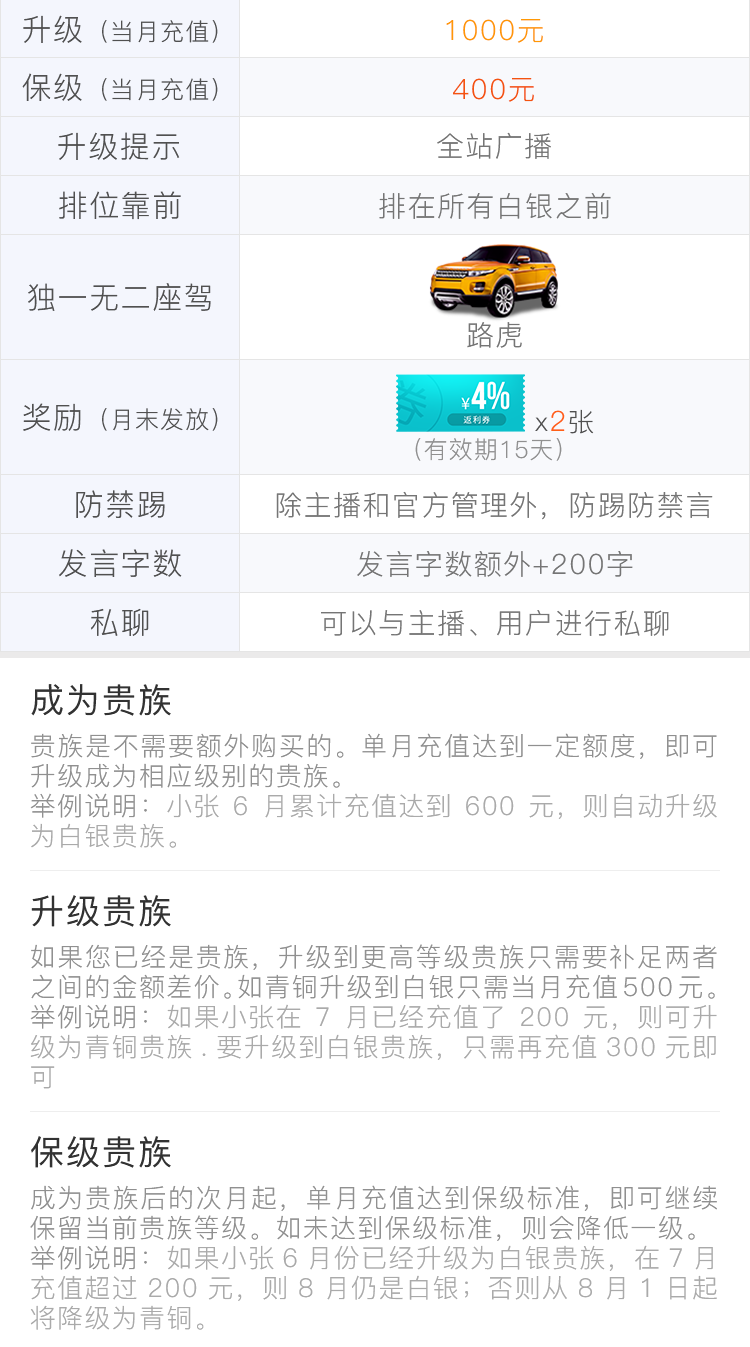 升级（当月充值） 1000元
保级（当月充值） 400元
升级提示 全站广播
排位靠前 排在所有白银之前
独一无二座驾
路虎
奖励（月末发放） 券 ¥4% 返利券 x2张
（有效期15天）
防禁踢 除主播和官方管理外，防踢防禁言
发言字数 发言字数额外+200字
私聊 可以与主播、用户进行私聊
成为贵族
贵族是不需要额外购买的。单月充值达到一定额度，即可
升级成为相应级别的贵族。
举例说明：小张 6 月累计充值达到 600 元，则自动升级
为白银贵族。
升级贵族
如果您已经是贵族，升级到更高等级贵族只需要补足两者
之间的金额差价。如青铜升级到白银只需当月充值500元。
举例说明：如果小张在 7 月已经充值了 200 元，则可升
级为青铜贵族 . 要升级到白银贵族，只需再充值 300 元即
可
保级贵族
成为贵族后的次月起，单月充值达到保级标准，即可继续
保留当前贵族等级。如未达到保级标准，则会降低一级。
举例说明：如果小张 6 月份已经升级为白银贵族，在 7 月
充值超过 200 元，则 8 月仍是白银；否则从 8 月 1 日起
将降级为青铜。